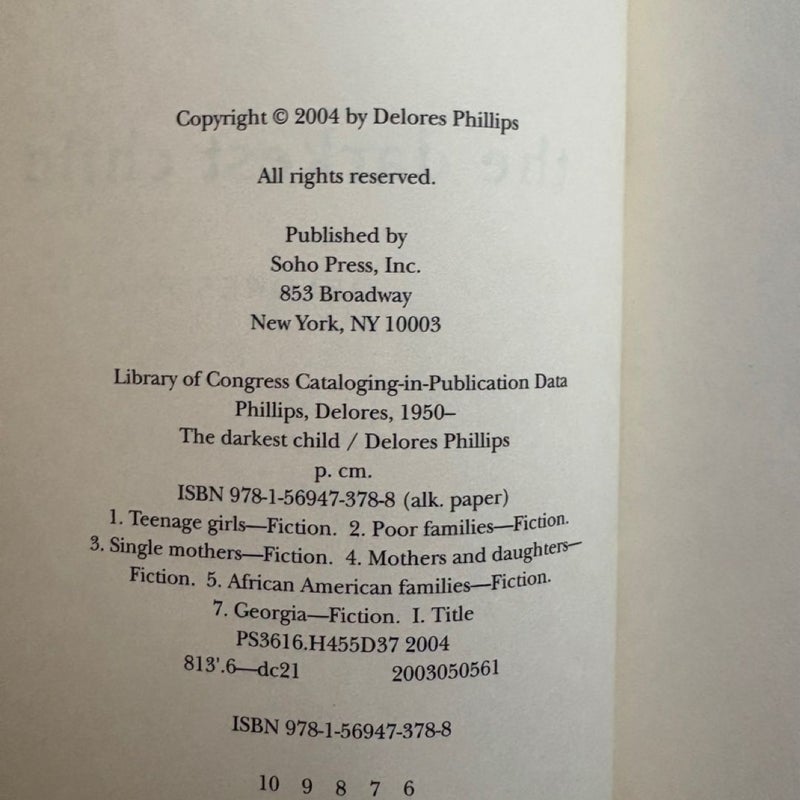 Copyright © 2004 by Delores Phillips
All rights reserved.
Published by
Soho Press, Inc.
853 Broadway
New York, NY 10003
Library of Congress Cataloging-in-Publication Data
Phillips, Delores, 1950–
The darkest child / Delores Phillips
p. cm.
ISBN 978-1-56947-378-8 (alk. paper)
1. Teenage girls—Fiction. 2. Poor families—Fiction.
3. Single mothers—Fiction. 4. Mothers and daughters—
Fiction. 5. African American families—Fiction.
7. Georgia—Fiction. I. Title
PS3616.H455D37 2004
813'.6—dc21 2003050561
ISBN 978-1-56947-378-8
10 9 8 7 6